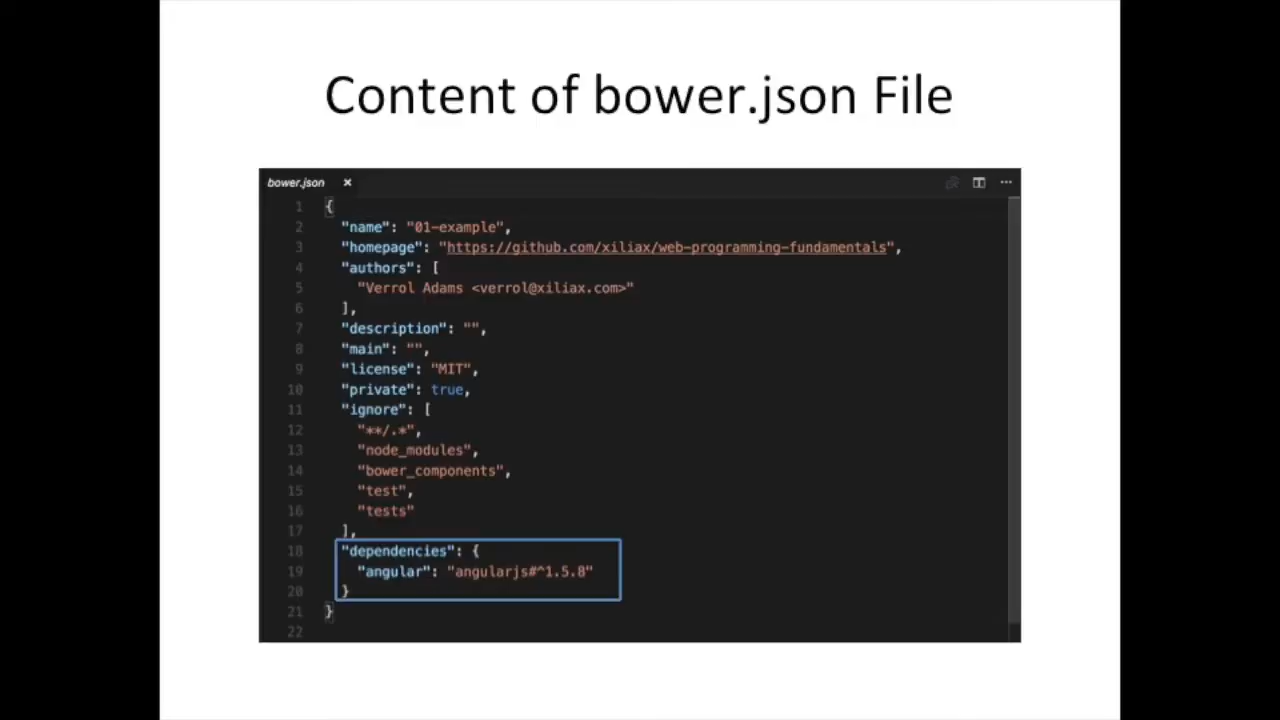 Content of bower.json File
bower.json
1 {
2 "name": "01-example",
3 "homepage": "https://github.com/xiliax/web-programming-fundamentals",
4 "authors": [
5 "Verrol Adams <verrol@xiliax.com>"
6 ],
7 "description": "",
8 "main": "",
9 "license": "MIT",
10 "private": true,
11 "ignore": [
12 "**/.*",
13 "node_modules",
14 "bower_components",
15 "test",
16 "tests"
17 ],
18 "dependencies": {
19 "angular": "angularjs#^1.5.8"
20 }
21 }
22